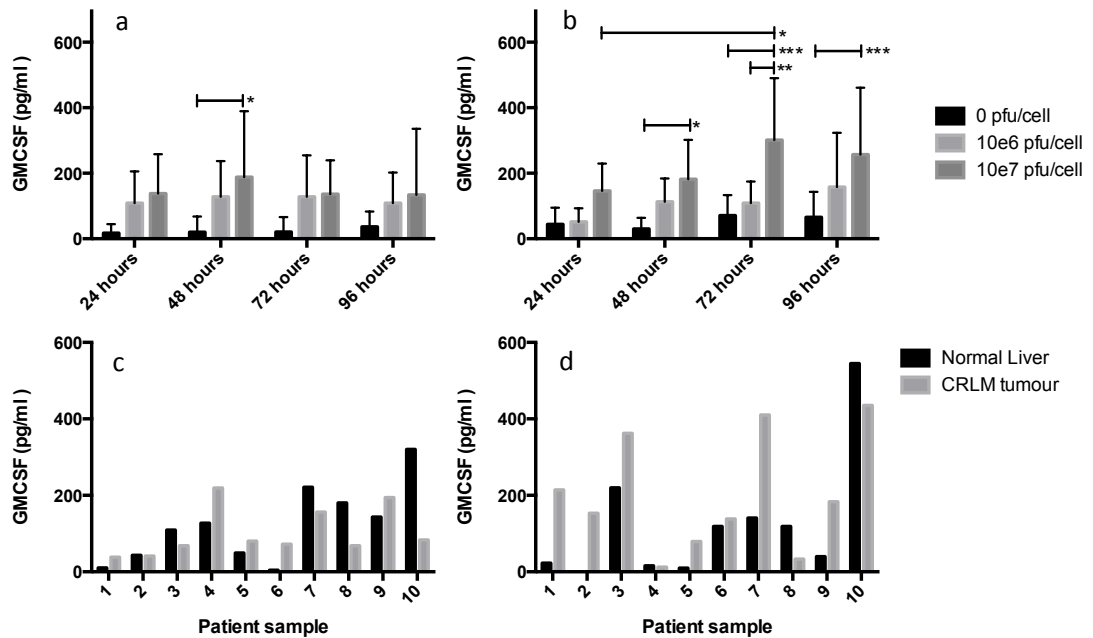 a
GMCSF (pg/ml)
600
400
200
0
*
24 hours
48 hours
72 hours
96 hours
b
GMCSF (pg/ml)
600
400
200
0
*
***
**
***
*
24 hours
48 hours
72 hours
96 hours
0 pfu/cell
10e6 pfu/cell
10e7 pfu/cell
c
GMCSF (pg/ml)
600
400
200
0
1
2
3
4
5
6
7
8
9
10
Patient sample
d
GMCSF (pg/ml)
600
400
200
0
1
2
3
4
5
6
7
8
9
10
Patient sample
Normal Liver
CRLM tumour